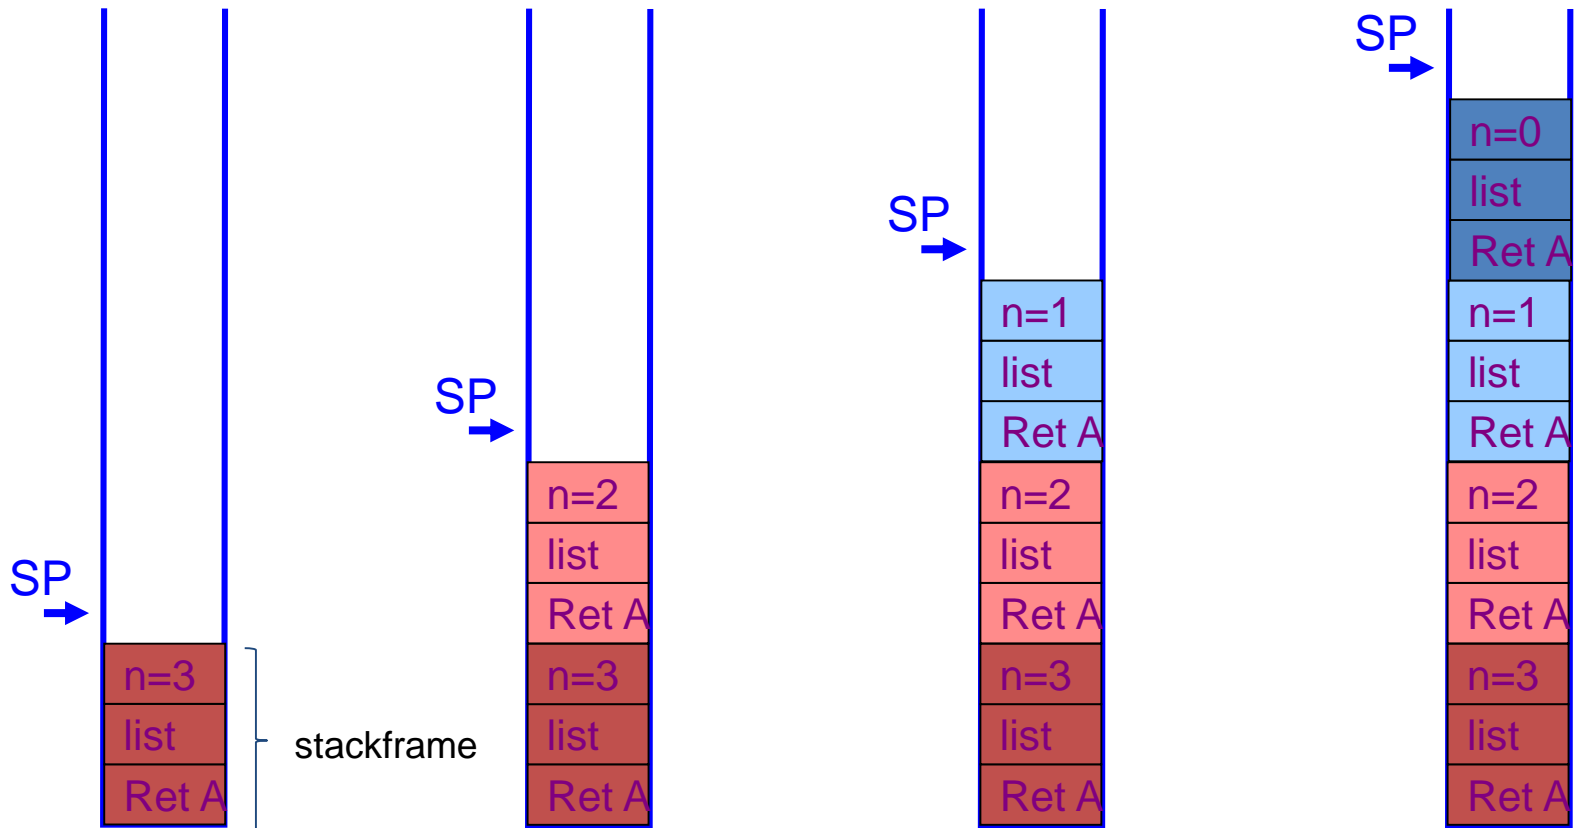 SP
n=3
list
Ret A
stackframe
SP
n=2
list
Ret A
n=3
list
Ret A
SP
n=1
list
Ret A
n=2
list
Ret A
n=3
list
Ret A
SP
n=0
list
Ret A
n=1
list
Ret A
n=2
list
Ret A
n=3
list
Ret A